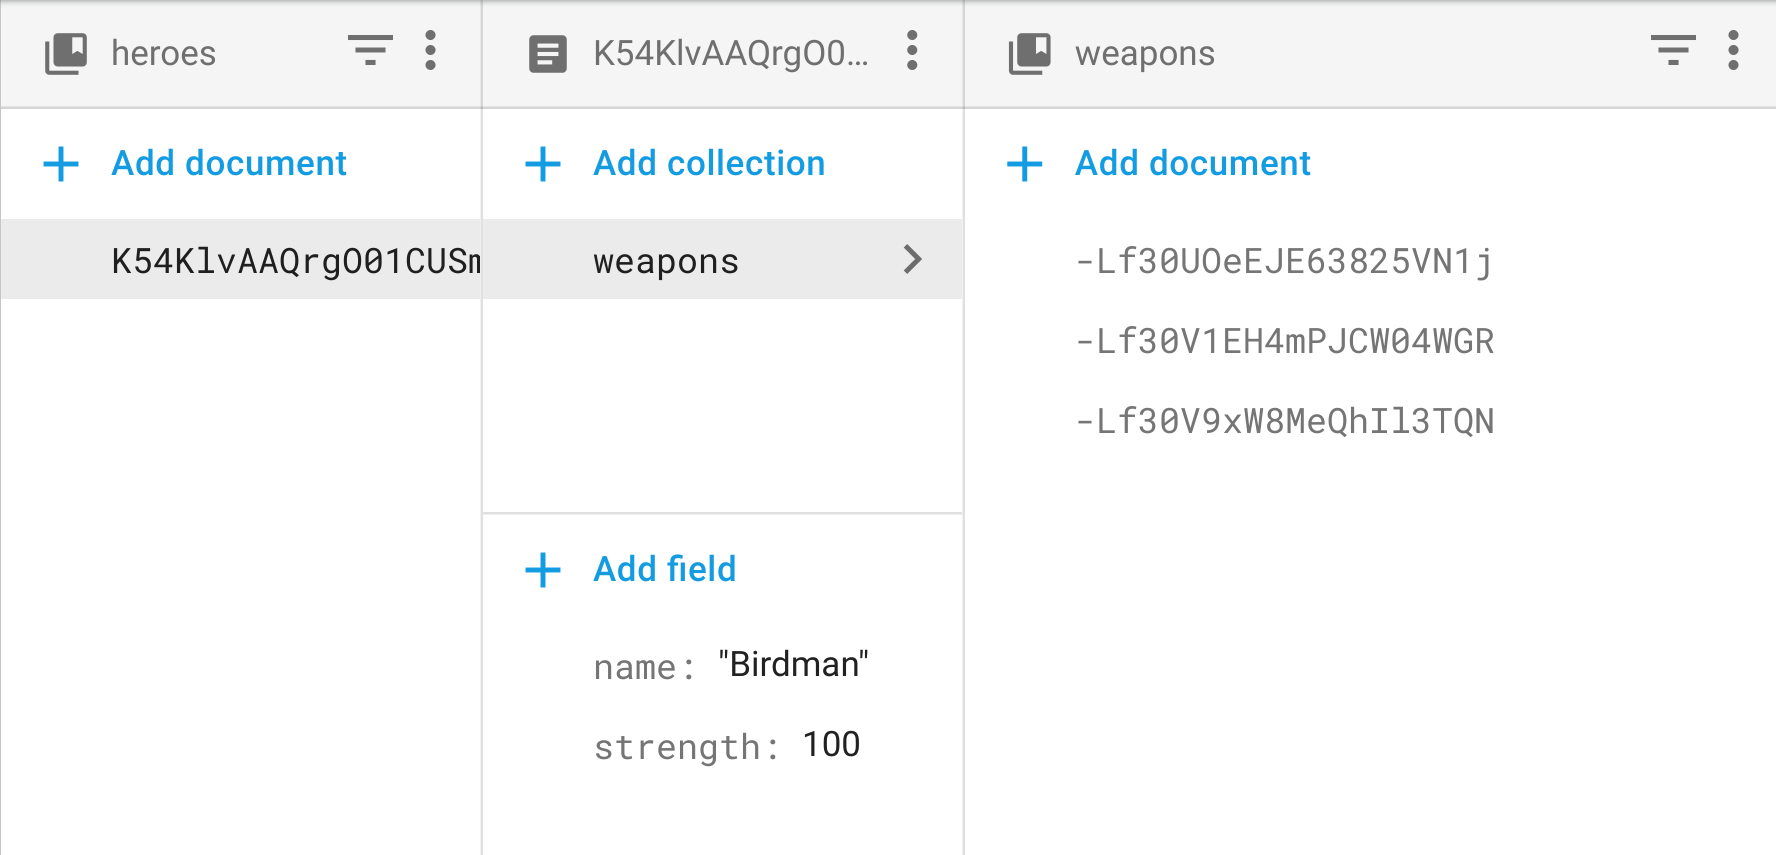 heroes
Add document
K54KlvAAQrgO01CUSm
K54KlvAAQrgO0...
Add collection
weapons
Add field
name: "Birdman"
strength: 100
weapons
Add document
-Lf30UOeEJE63825VN1j
-Lf30V1EH4mPJCW04WGR
-Lf30V9xW8MeQhIl3TQN